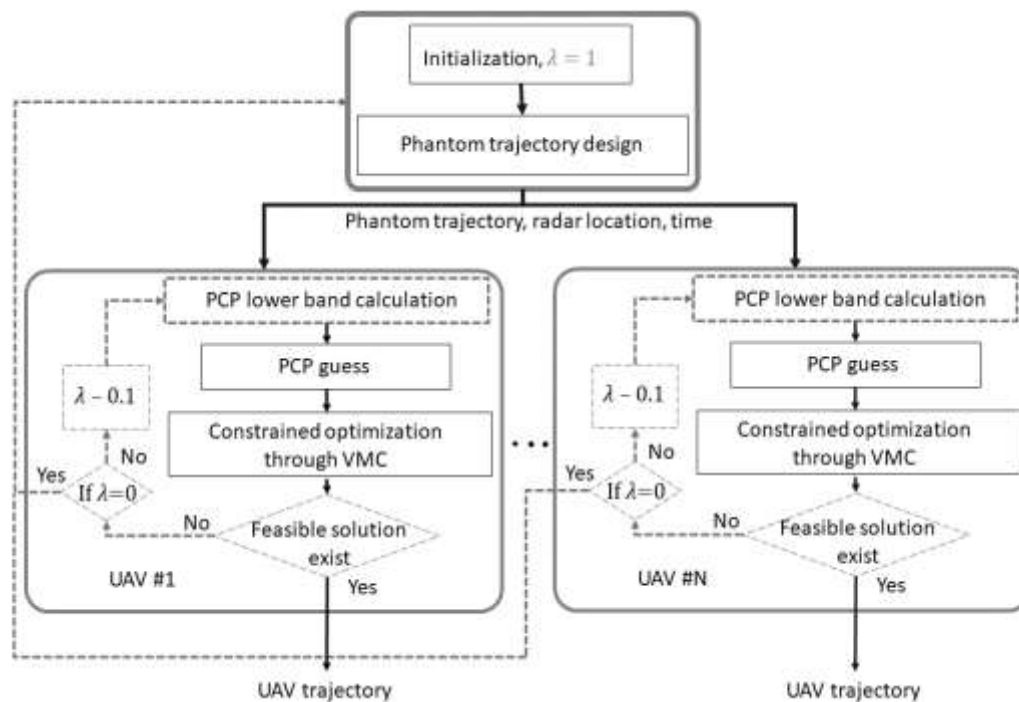 Initialization, λ = 1
Phantom trajectory design
Phantom trajectory, radar location, time
PCP lower band calculation
PCP guess
λ – 0.1
Constrained optimization
through VMC
No
Yes
If λ=0
No
Feasible solution
exist
UAV #1
Yes
UAV trajectory
PCP lower band calculation
PCP guess
λ – 0.1
Constrained optimization
through VMC
No
Yes
If λ=0
No
Feasible solution
exist
UAV #N
Yes
UAV trajectory